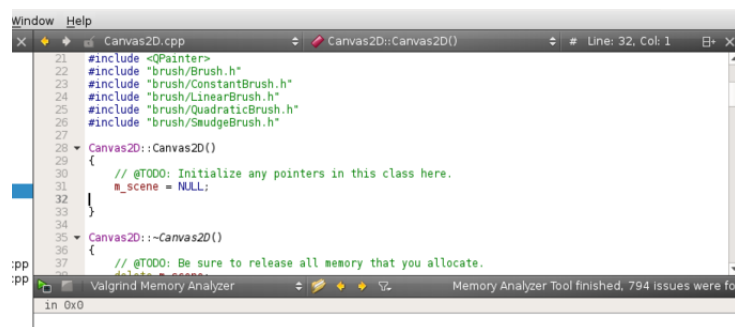 Window Help
Canvas2D.cpp Canvas2D::Canvas2D() # Line: 32, Col: 1
21 #include <QPainter>
22 #include "brush/Brush.h"
23 #include "brush/ConstantBrush.h"
24 #include "brush/LinearBrush.h"
25 #include "brush/QuadraticBrush.h"
26 #include "brush/SmudgeBrush.h"
27
28 Canvas2D::Canvas2D()
29 {
30 // @TODO: Initialize any pointers in this class here.
31 m_scene = NULL;
32
33 }
34
35 Canvas2D::~Canvas2D()
36 {
:pp 37 // @TODO: Be sure to release all memory that you allocate.
:pp delete m_scene;
Valgrind Memory Analyzer Memory Analyzer Tool finished, 794 issues were fo
in 0x0